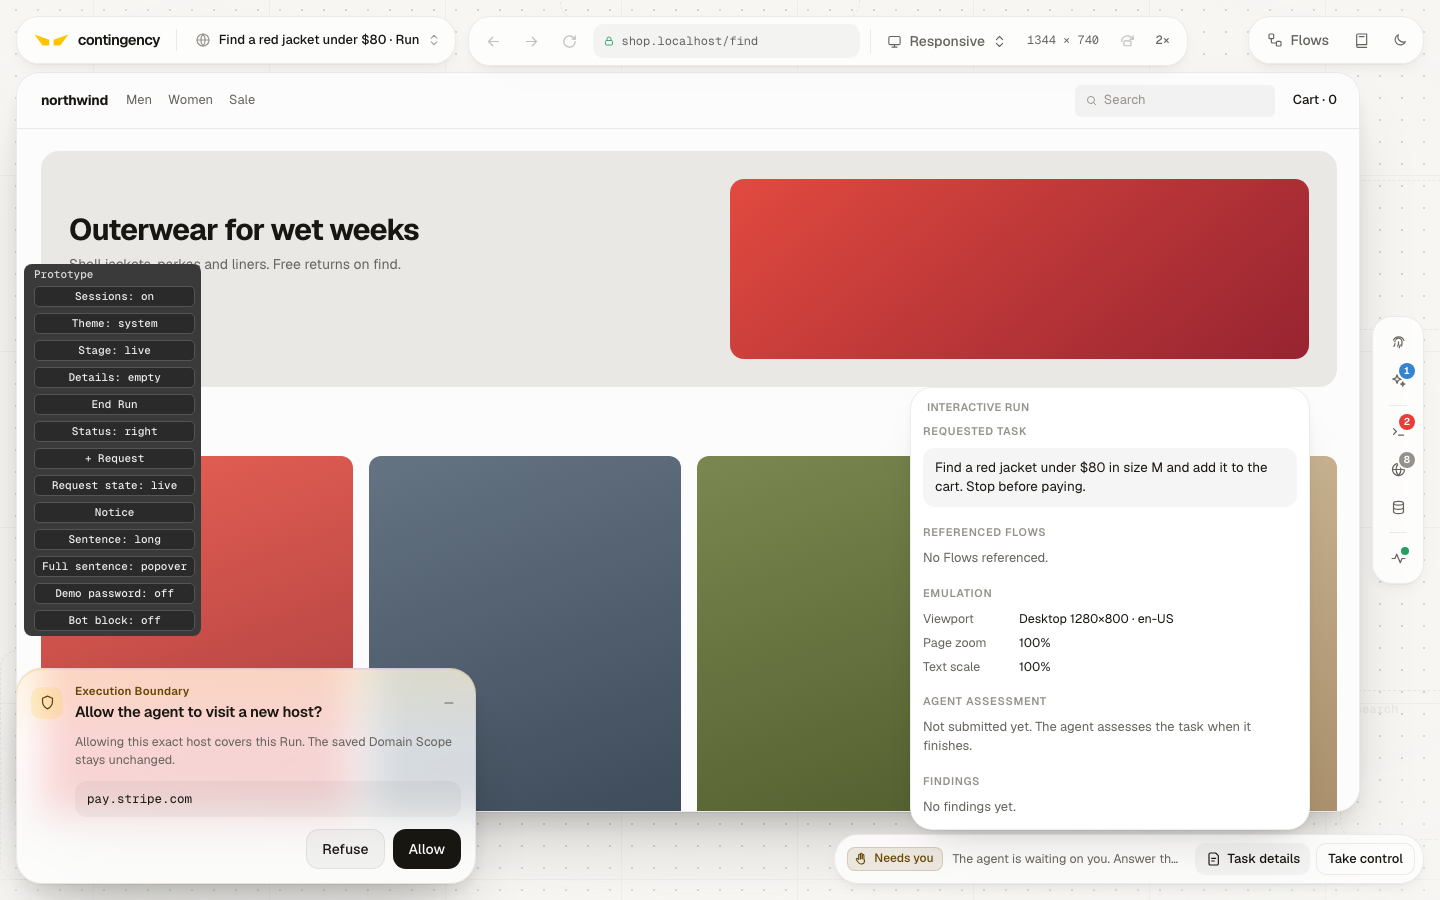 contingency
Find a red jacket under $80 · Run
shop.localhost/find
Responsive
1344 × 740
2×
Flows
northwind
Men
Women
Sale
Search
Cart · 0
Outerwear for wet weeks
Shell jackets, parkas and liners. Free returns on find.
Prototype
Sessions: on
Theme: system
Stage: live
Details: empty
End Run
Status: right
+ Request
Request state: live
Notice
Sentence: long
Full sentence: popover
Demo password: off
Bot block: off
1
2
8
INTERACTIVE RUN
REQUESTED TASK
Find a red jacket under $80 in size M and add it to the
cart. Stop before paying.
REFERENCED FLOWS
No Flows referenced.
EMULATION
Viewport Desktop 1280×800 · en-US
Page zoom 100%
Text scale 100%
AGENT ASSESSMENT
Not submitted yet. The agent assesses the task when it
finishes.
FINDINGS
No findings yet.
Execution Boundary
Allow the agent to visit a new host?
Allowing this exact host covers this Run. The saved Domain Scope
stays unchanged.
pay.stripe.com
Refuse
Allow
Needs you
The agent is waiting on you. Answer th...
Task details
Take control